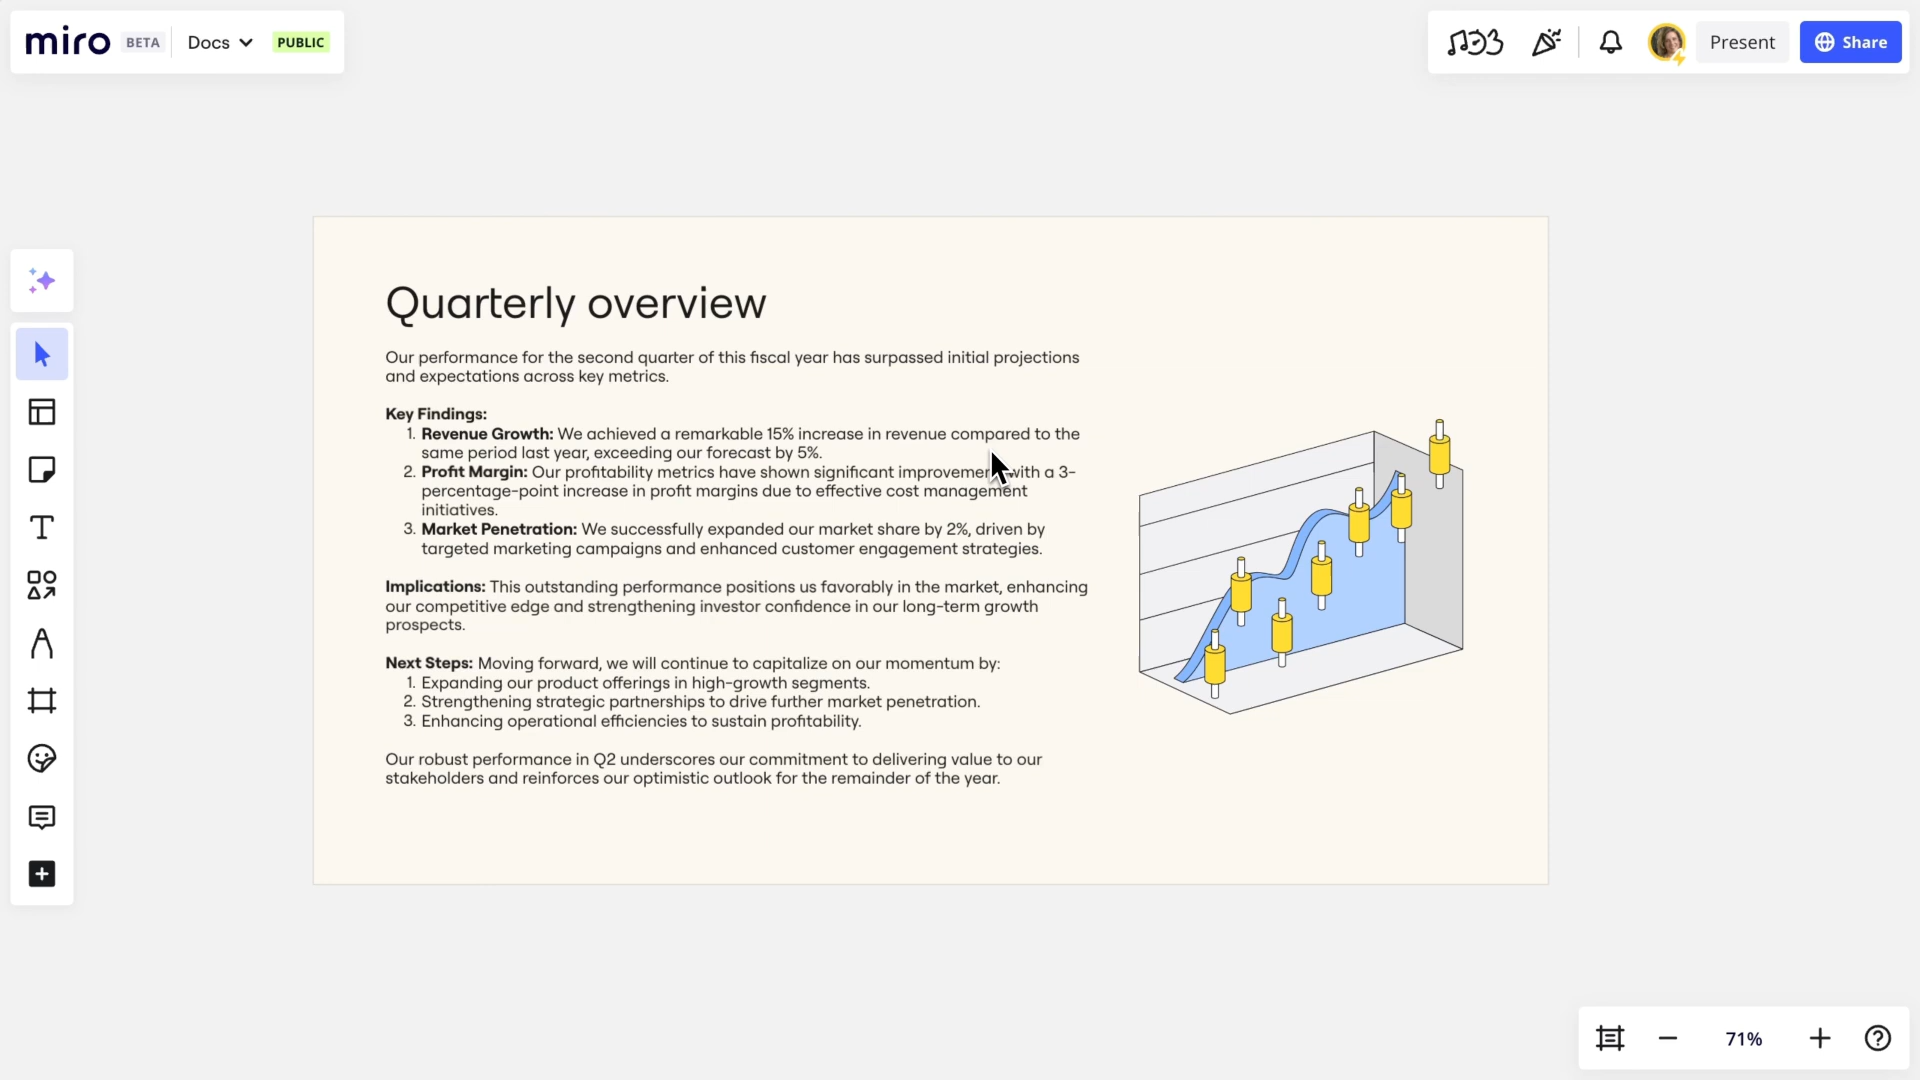 miro BETA Docs PUBLIC
Present Share
Quarterly overview
Our performance for the second quarter of this fiscal year has surpassed initial projections
and expectations across key metrics.
Key Findings:
1. Revenue Growth: We achieved a remarkable 15% increase in revenue compared to the
same period last year, exceeding our forecast by 5%.
2. Profit Margin: Our profitability metrics have shown significant improvement with a 3-
percentage-point increase in profit margins due to effective cost management
initiatives.
3. Market Penetration: We successfully expanded our market share by 2%, driven by
targeted marketing campaigns and enhanced customer engagement strategies.
Implications: This outstanding performance positions us favorably in the market, enhancing
our competitive edge and strengthening investor confidence in our long-term growth
prospects.
Next Steps: Moving forward, we will continue to capitalize on our momentum by:
1. Expanding our product offerings in high-growth segments.
2. Strengthening strategic partnerships to drive further market penetration.
3. Enhancing operational efficiencies to sustain profitability.
Our robust performance in Q2 underscores our commitment to delivering value to our
stakeholders and reinforces our optimistic outlook for the remainder of the year.
71%